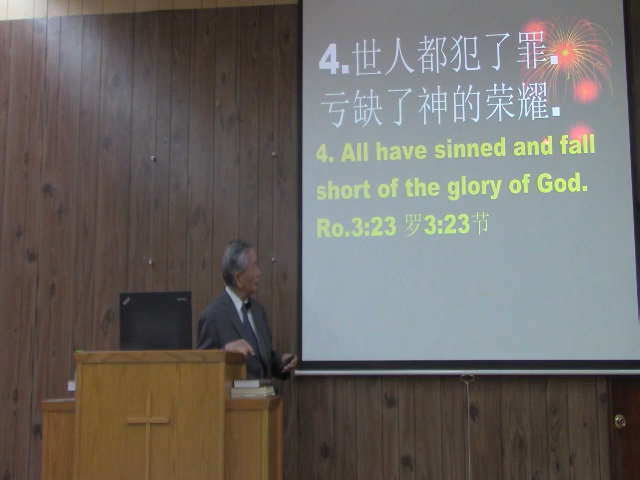 4.世人都犯了罪.
亏缺了神的荣耀.
4. All have sinned and fall
short of the glory of God.
Ro.3:23 罗3:23节